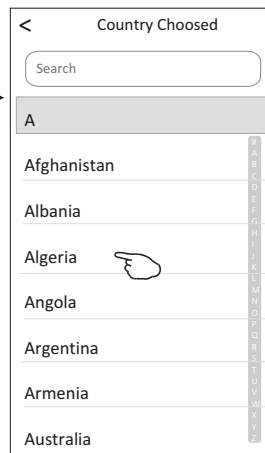 < Country Choosed
Search
A
Afghanistan
Albania
Algeria
Angola
Argentina
Armenia
Australia
#
A
B
C
D
E
F
G
H
I
J
K
L
M
N
O
P
Q
R
S
T
U
V
W
X
Y
Z